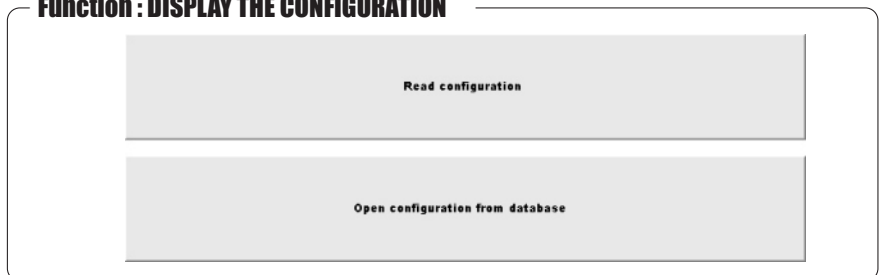 Function : DISPLAY THE CONFIGURATION
Read configuration
Open configuration from database